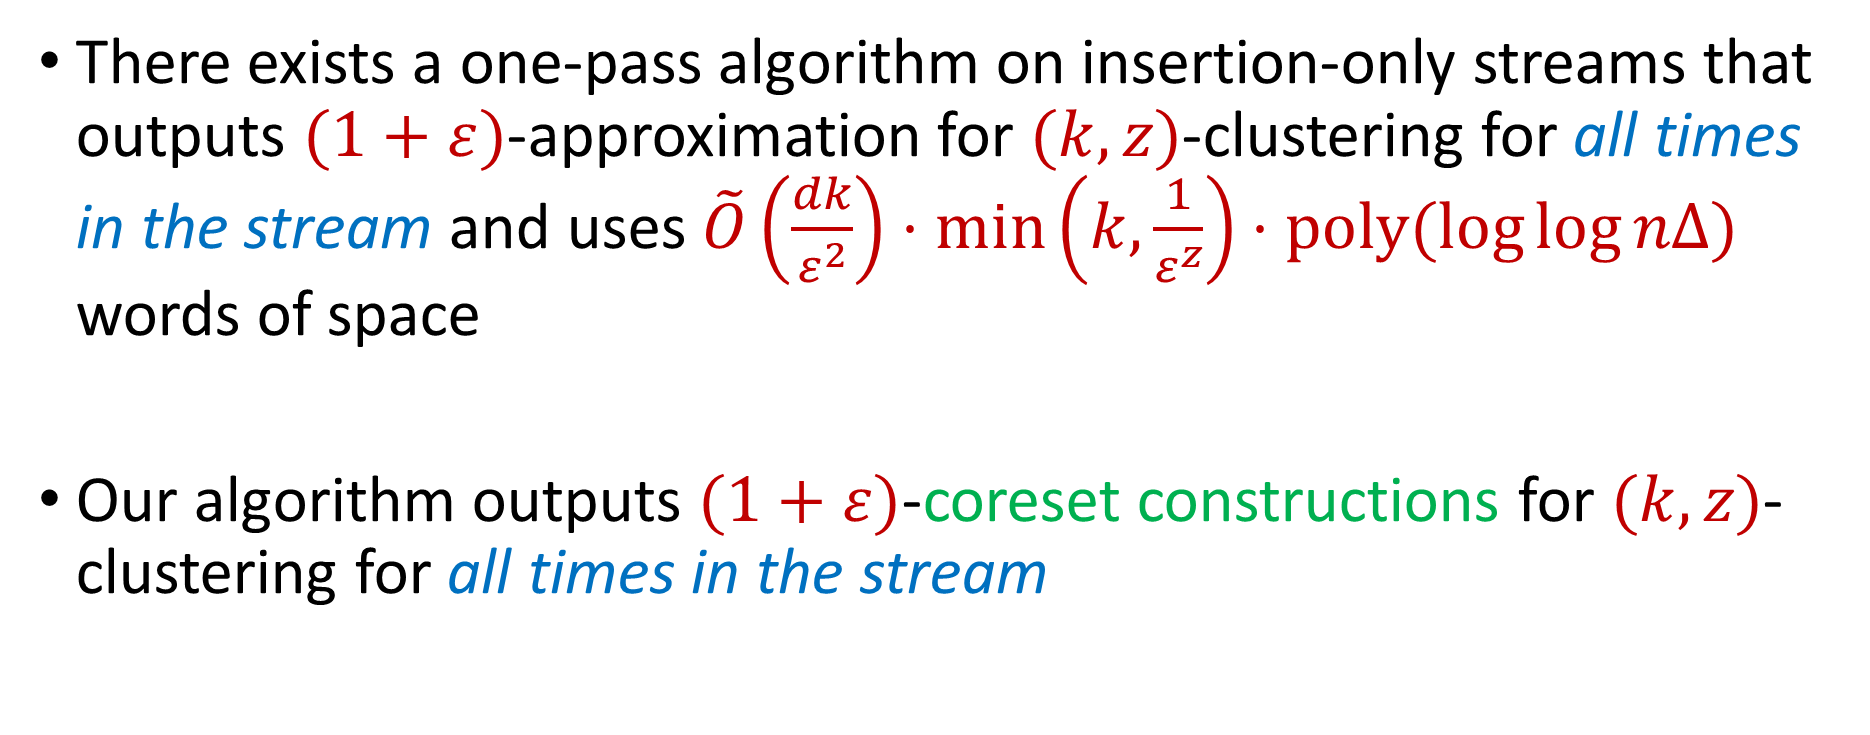 • There exists a one-pass algorithm on insertion-only streams that
outputs (1 + ε)-approximation for (k, z)-clustering for all times
in the stream and uses Õ(dk/ε²) · min(k, 1/ε^z) · poly(log log nΔ)
words of space
• Our algorithm outputs (1 + ε)-coreset constructions for (k, z)-
clustering for all times in the stream